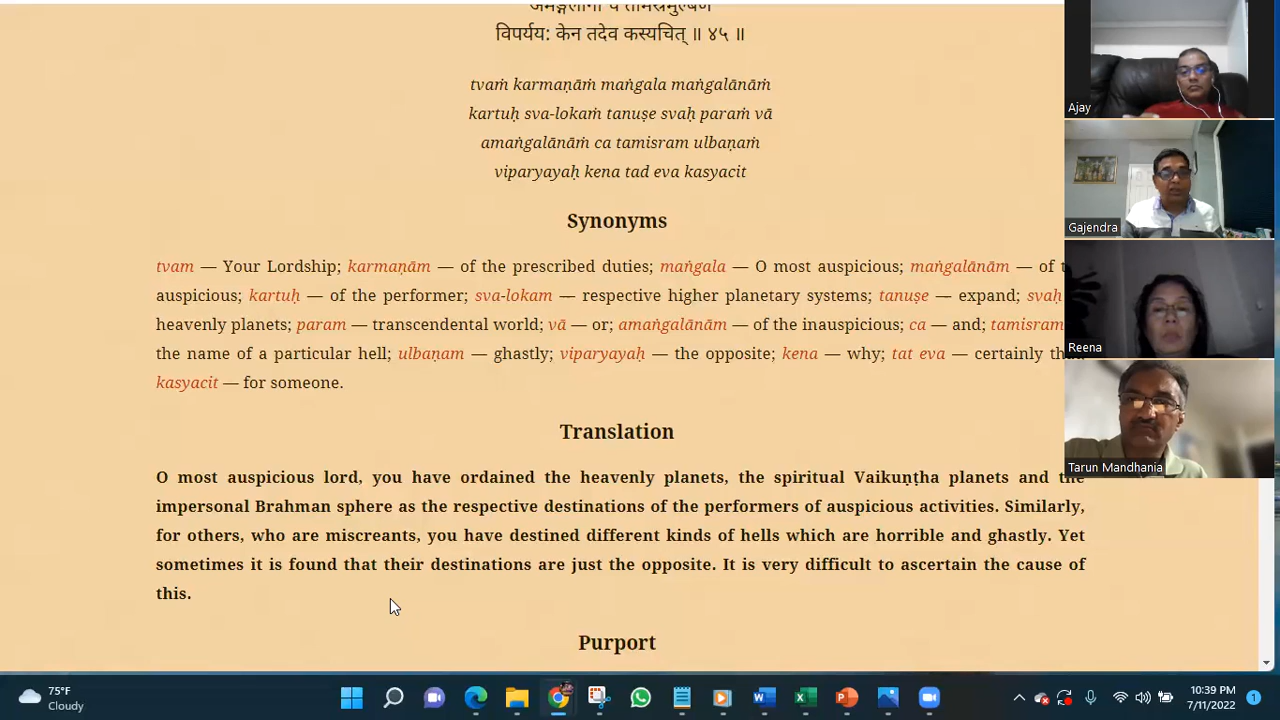 विपर्ययः केन तदेव कस्यचित् ॥ ४५ ॥
tvaṁ karmaṇāṁ maṅgala maṅgalānāṁ
kartuḥ sva-lokaṁ tanuṣe svaḥ paraṁ vā
amaṅgalānāṁ ca tamisram ulbaṇaṁ
viparyayaḥ kena tad eva kasyacit
Synonyms
tvam — Your Lordship; karmaṇām — of the prescribed duties; maṅgala — O most auspicious; maṅgalānām — of
auspicious; kartuḥ — of the performer; sva-lokam — respective higher planetary systems; tanuṣe — expand; svaḥ
heavenly planets; param — transcendental world; vā — or; amaṅgalānām — of the inauspicious; ca — and; tamisram
the name of a particular hell; ulbaṇam — ghastly; viparyayaḥ — the opposite; kena — why; tat eva — certainly
kasyacit — for someone.
Translation
O most auspicious lord, you have ordained the heavenly planets, the spiritual Vaikuṇṭha planets and the
impersonal Brahman sphere as the respective destinations of the performers of auspicious activities. Similarly,
for others, who are miscreants, you have destined different kinds of hells which are horrible and ghastly. Yet
sometimes it is found that their destinations are just the opposite. It is very difficult to ascertain the cause of
this.
Purport
Ajay
Gajendra
Reena
Tarun Mandhania
75°F
Cloudy
10:39 PM
7/11/2022
1